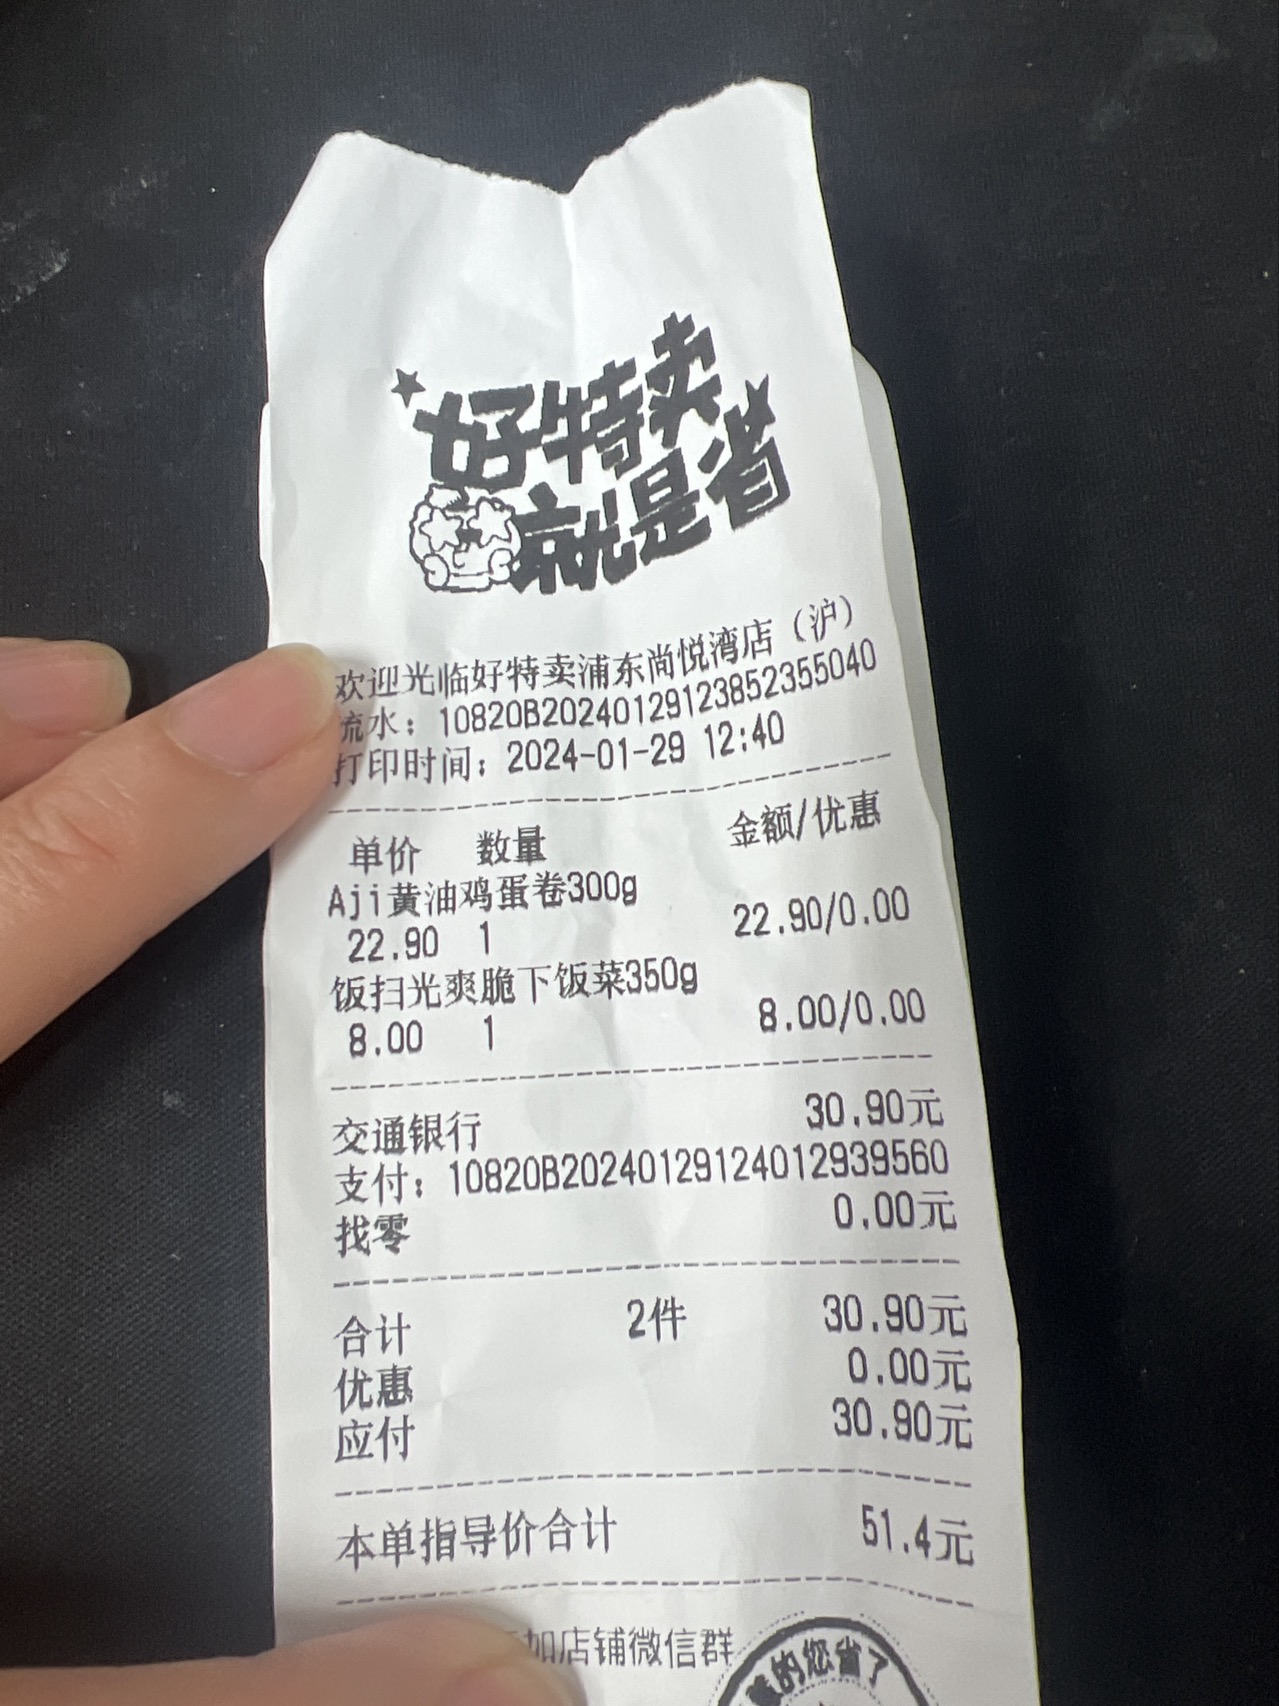 好特卖
就是省
欢迎光临好特卖浦东尚悦湾店（沪）
流水：10820B20240129123852355040
打印时间：2024-01-29 12:40
单价 数量 金额/优惠
Aji黄油鸡蛋卷300g
22.90 1 22.90/0.00
饭扫光爽脆下饭菜350g
8.00 1 8.00/0.00
交通银行 30.90元
支付：10820B20240129124012939560
找零 0.00元
合计 2件 30.90元
优惠 0.00元
应付 30.90元
本单指导价合计 51.4元
加店铺微信群
的您省了